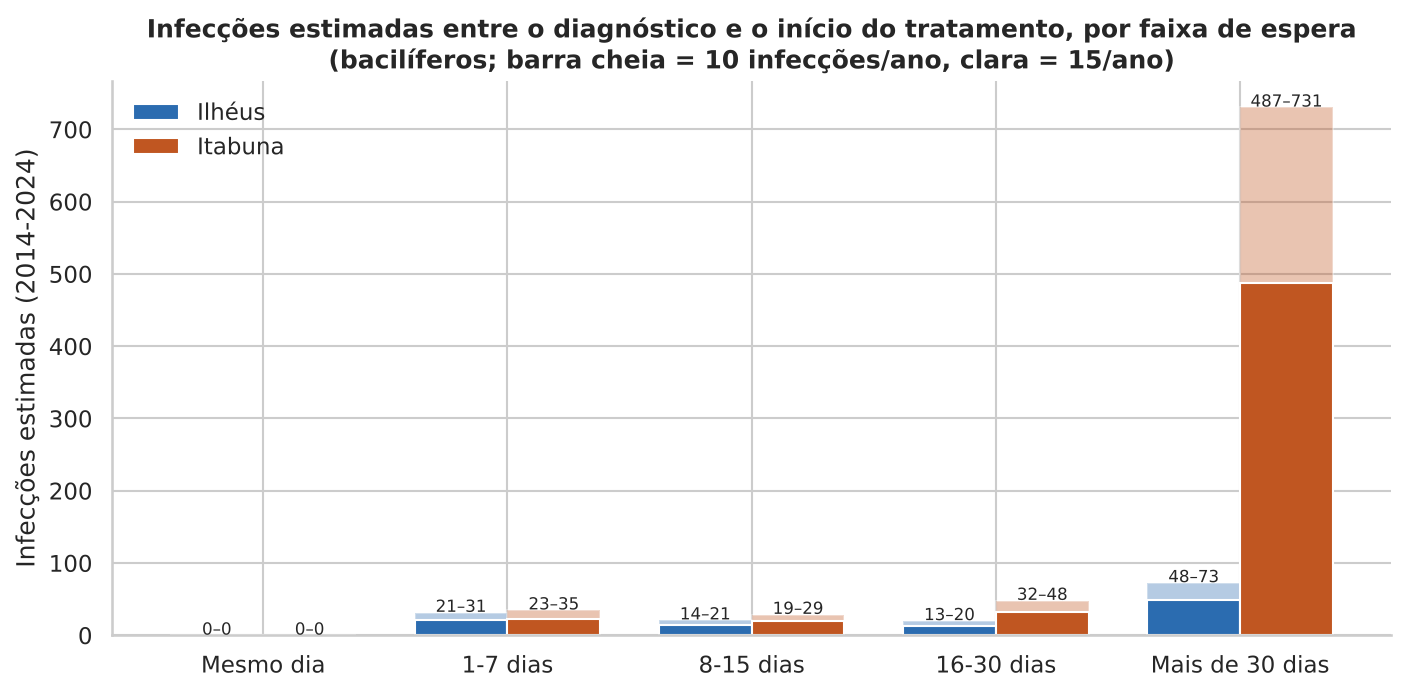 Infecções estimadas entre o diagnóstico e o início do tratamento, por faixa de espera
(bacilíferos; barra cheia = 10 infecções/ano, clara = 15/ano)
Ilhéus
Itabuna
Infecções estimadas (2014-2024)
700
600
500
400
300
200
100
0
0–0
0–0
21–31
23–35
14–21
19–29
13–20
32–48
48–73
487–731
Mesmo dia
1-7 dias
8-15 dias
16-30 dias
Mais de 30 dias